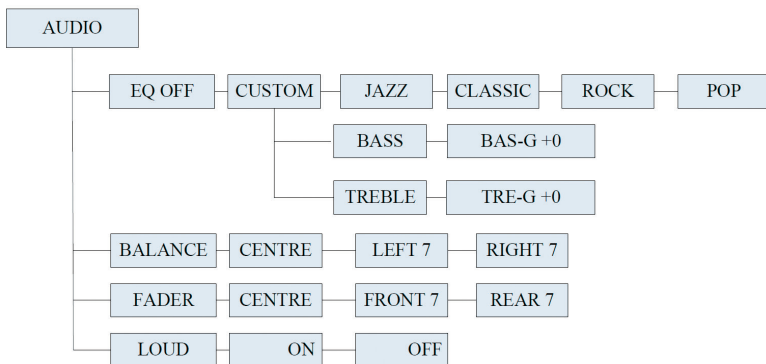 AUDIO
EQ OFF CUSTOM JAZZ CLASSIC ROCK POP
BASS BAS-G +0
TREBLE TRE-G +0
BALANCE CENTRE LEFT 7 RIGHT 7
FADER CENTRE FRONT 7 REAR 7
LOUD ON OFF